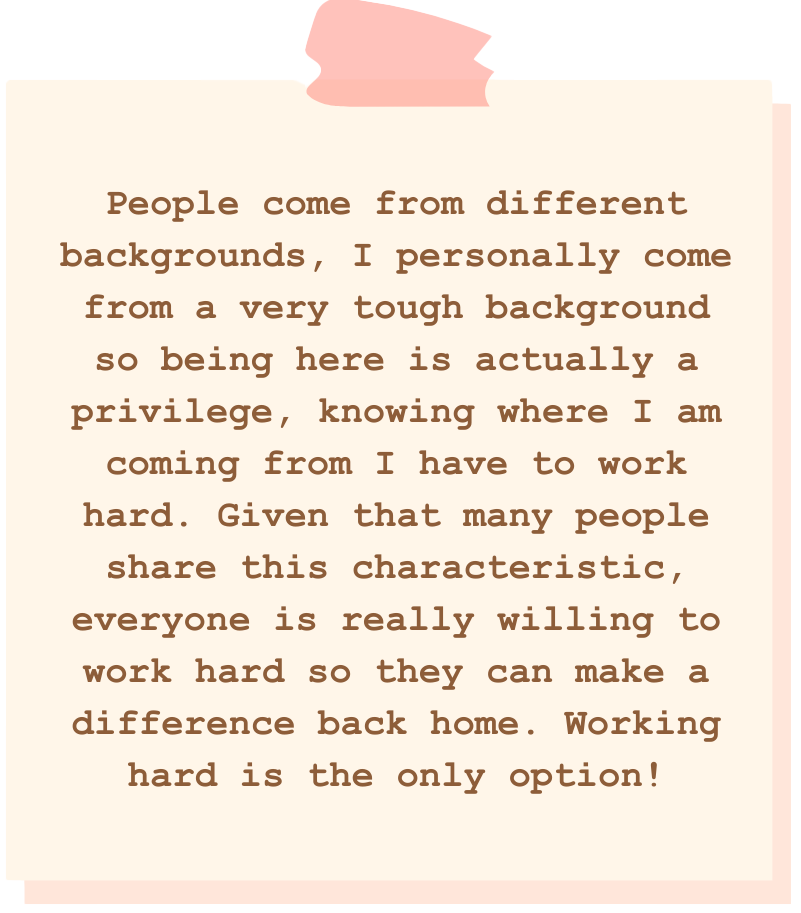 People come from different
backgrounds, I personally come
from a very tough background
so being here is actually a
privilege, knowing where I am
coming from I have to work
hard. Given that many people
share this characteristic,
everyone is really willing to
work hard so they can make a
difference back home. Working
hard is the only option!